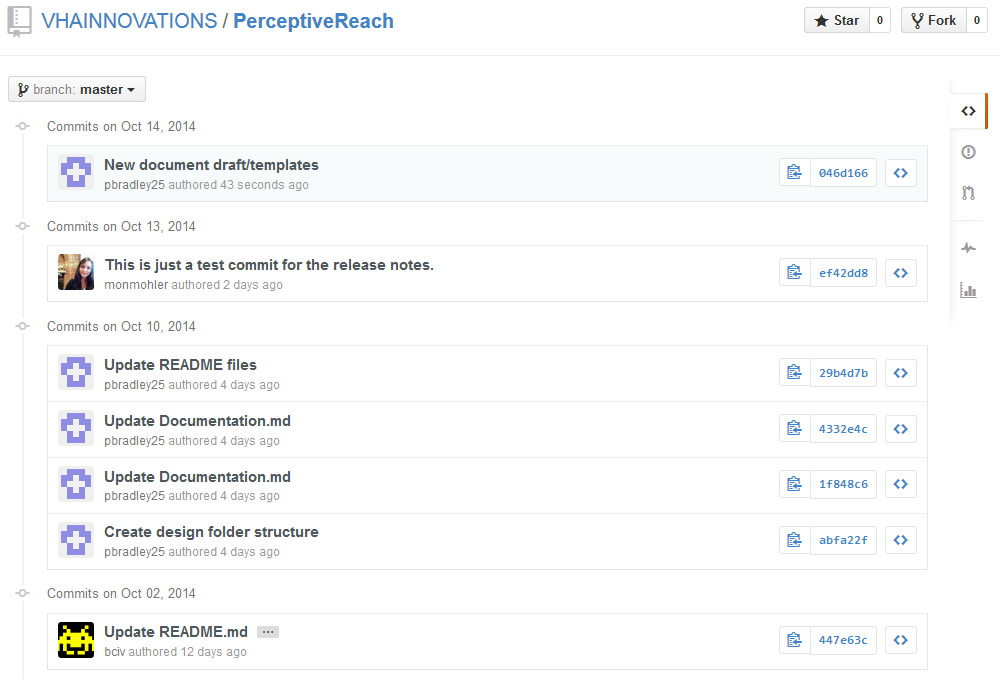 VHAINNOVATIONS / PerceptiveReach
Star 0
Fork 0
branch: master
Commits on Oct 14, 2014
New document draft/templates
pbradley25 authored 43 seconds ago
046d166
Commits on Oct 13, 2014
This is just a test commit for the release notes.
monmohler authored 2 days ago
ef42dd8
Commits on Oct 10, 2014
Update README files
pbradley25 authored 4 days ago
29b4d7b
Update Documentation.md
pbradley25 authored 4 days ago
4332e4c
Update Documentation.md
pbradley25 authored 4 days ago
1f848c6
Create design folder structure
pbradley25 authored 4 days ago
abfa22f
Commits on Oct 02, 2014
Update README.md ...
bciv authored 12 days ago
447e63c